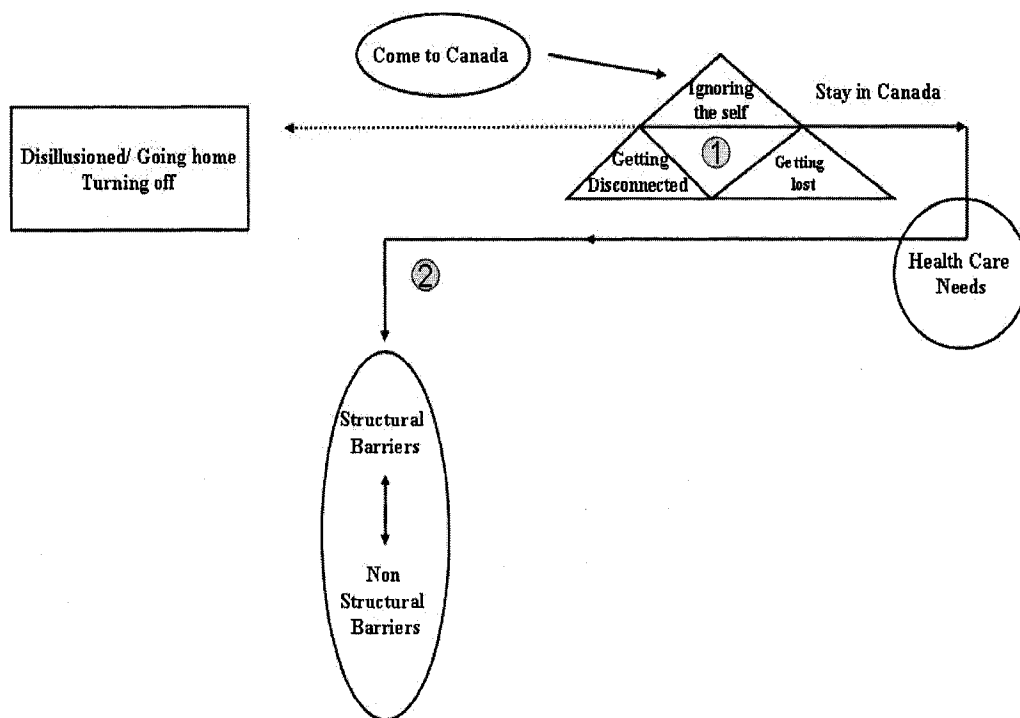 Come to Canada
Ignoring
the self
Stay in Canada
Disillusioned/ Going home
Turning off
Getting
Disconnected
1
Getting
lost
2
Health Care
Needs
Structural
Barriers
Non
Structural
Barriers